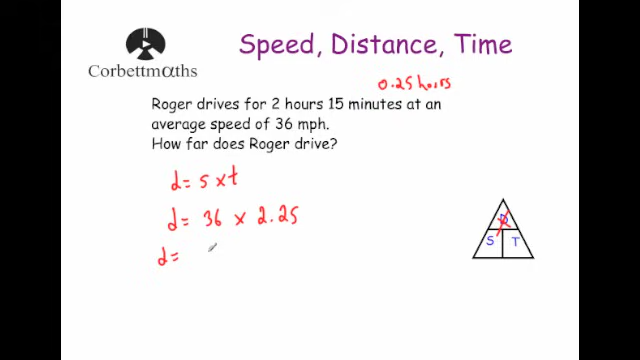 Speed, Distance, Time
Corbettmαths
0.25 hours
Roger drives for 2 hours 15 minutes at an
average speed of 36 mph.
How far does Roger drive?
d= s x t
d= 36 x 2.25
d=
D
S T